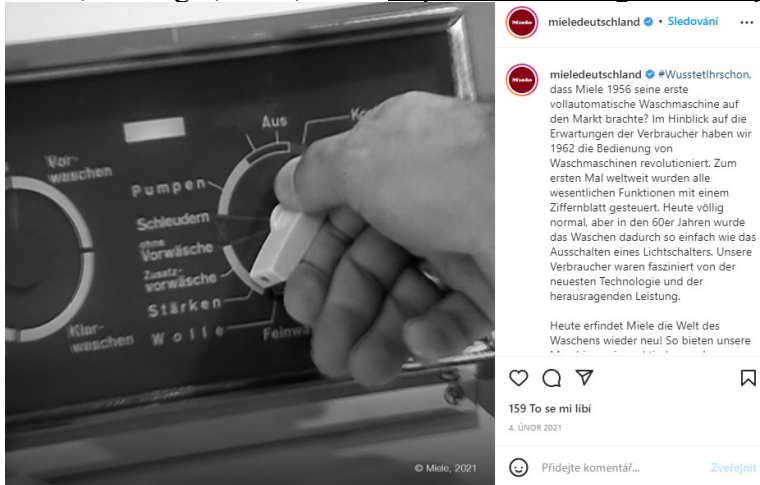 Vor-
waschen
Klar-
waschen
Aus
Pumpen
Schleudern
ohne
Vorwäsche
Zusatz-
vorwäsche
Stärken
Wolle
© Miele, 2021
Miele
mieledeutschland • Sledování ...
Miele
mieledeutschland #WusstetIhrschon,
dass Miele 1956 seine erste
vollautomatische Waschmaschine auf
den Markt brachte? Im Hinblick auf die
Erwartungen der Verbraucher haben wir
1962 die Bedienung von
Waschmaschinen revolutioniert. Zum
ersten Mal weltweit wurden alle
wesentlichen Funktionen mit einem
Ziffernblatt gesteuert. Heute völlig
normal, aber in den 60er Jahren wurde
das Waschen dadurch so einfach wie das
Ausschalten eines Lichtschalters. Unsere
Verbraucher waren fasziniert von der
neuesten Technologie und der
herausragenden Leistung.
Heute erfindet Miele die Welt des
Waschens wieder neu! So bieten unsere
159 To se mi líbí
4. ÚNOR 2021
Přidejte komentář... Zveřejnit